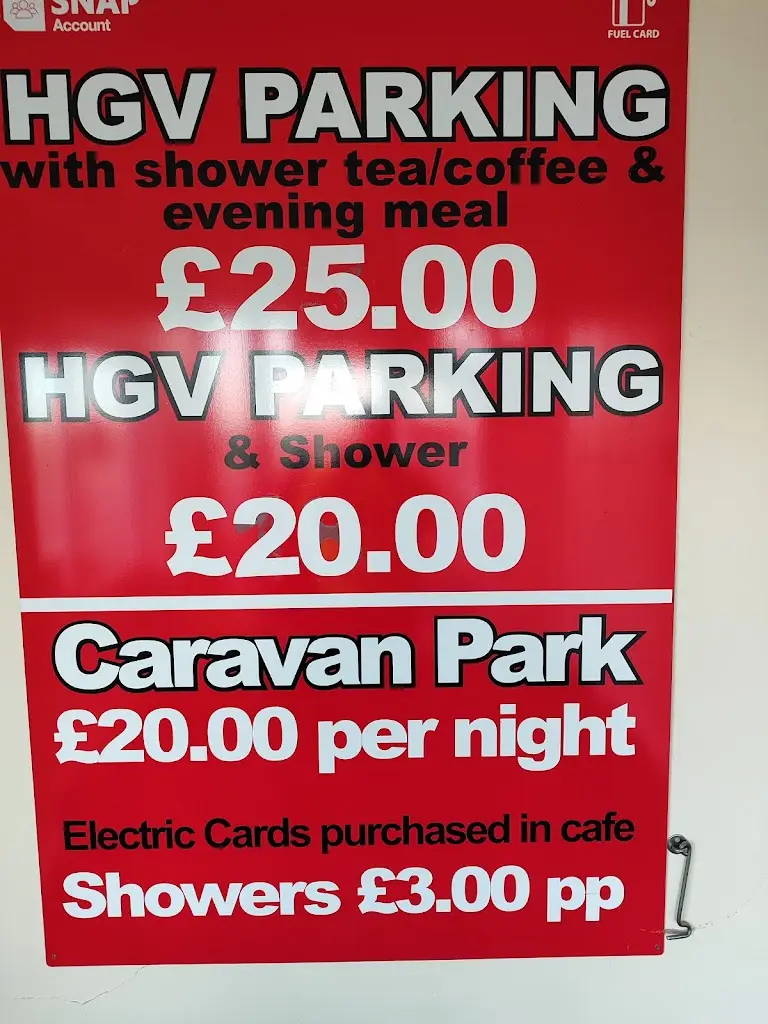 SNAP
Account
FUEL CARD
HGV PARKING
with shower tea/coffee &
evening meal
£25.00
HGV PARKING
& Shower
£20.00
Caravan Park
£20.00 per night
Electric Cards purchased in cafe
Showers £3.00 pp